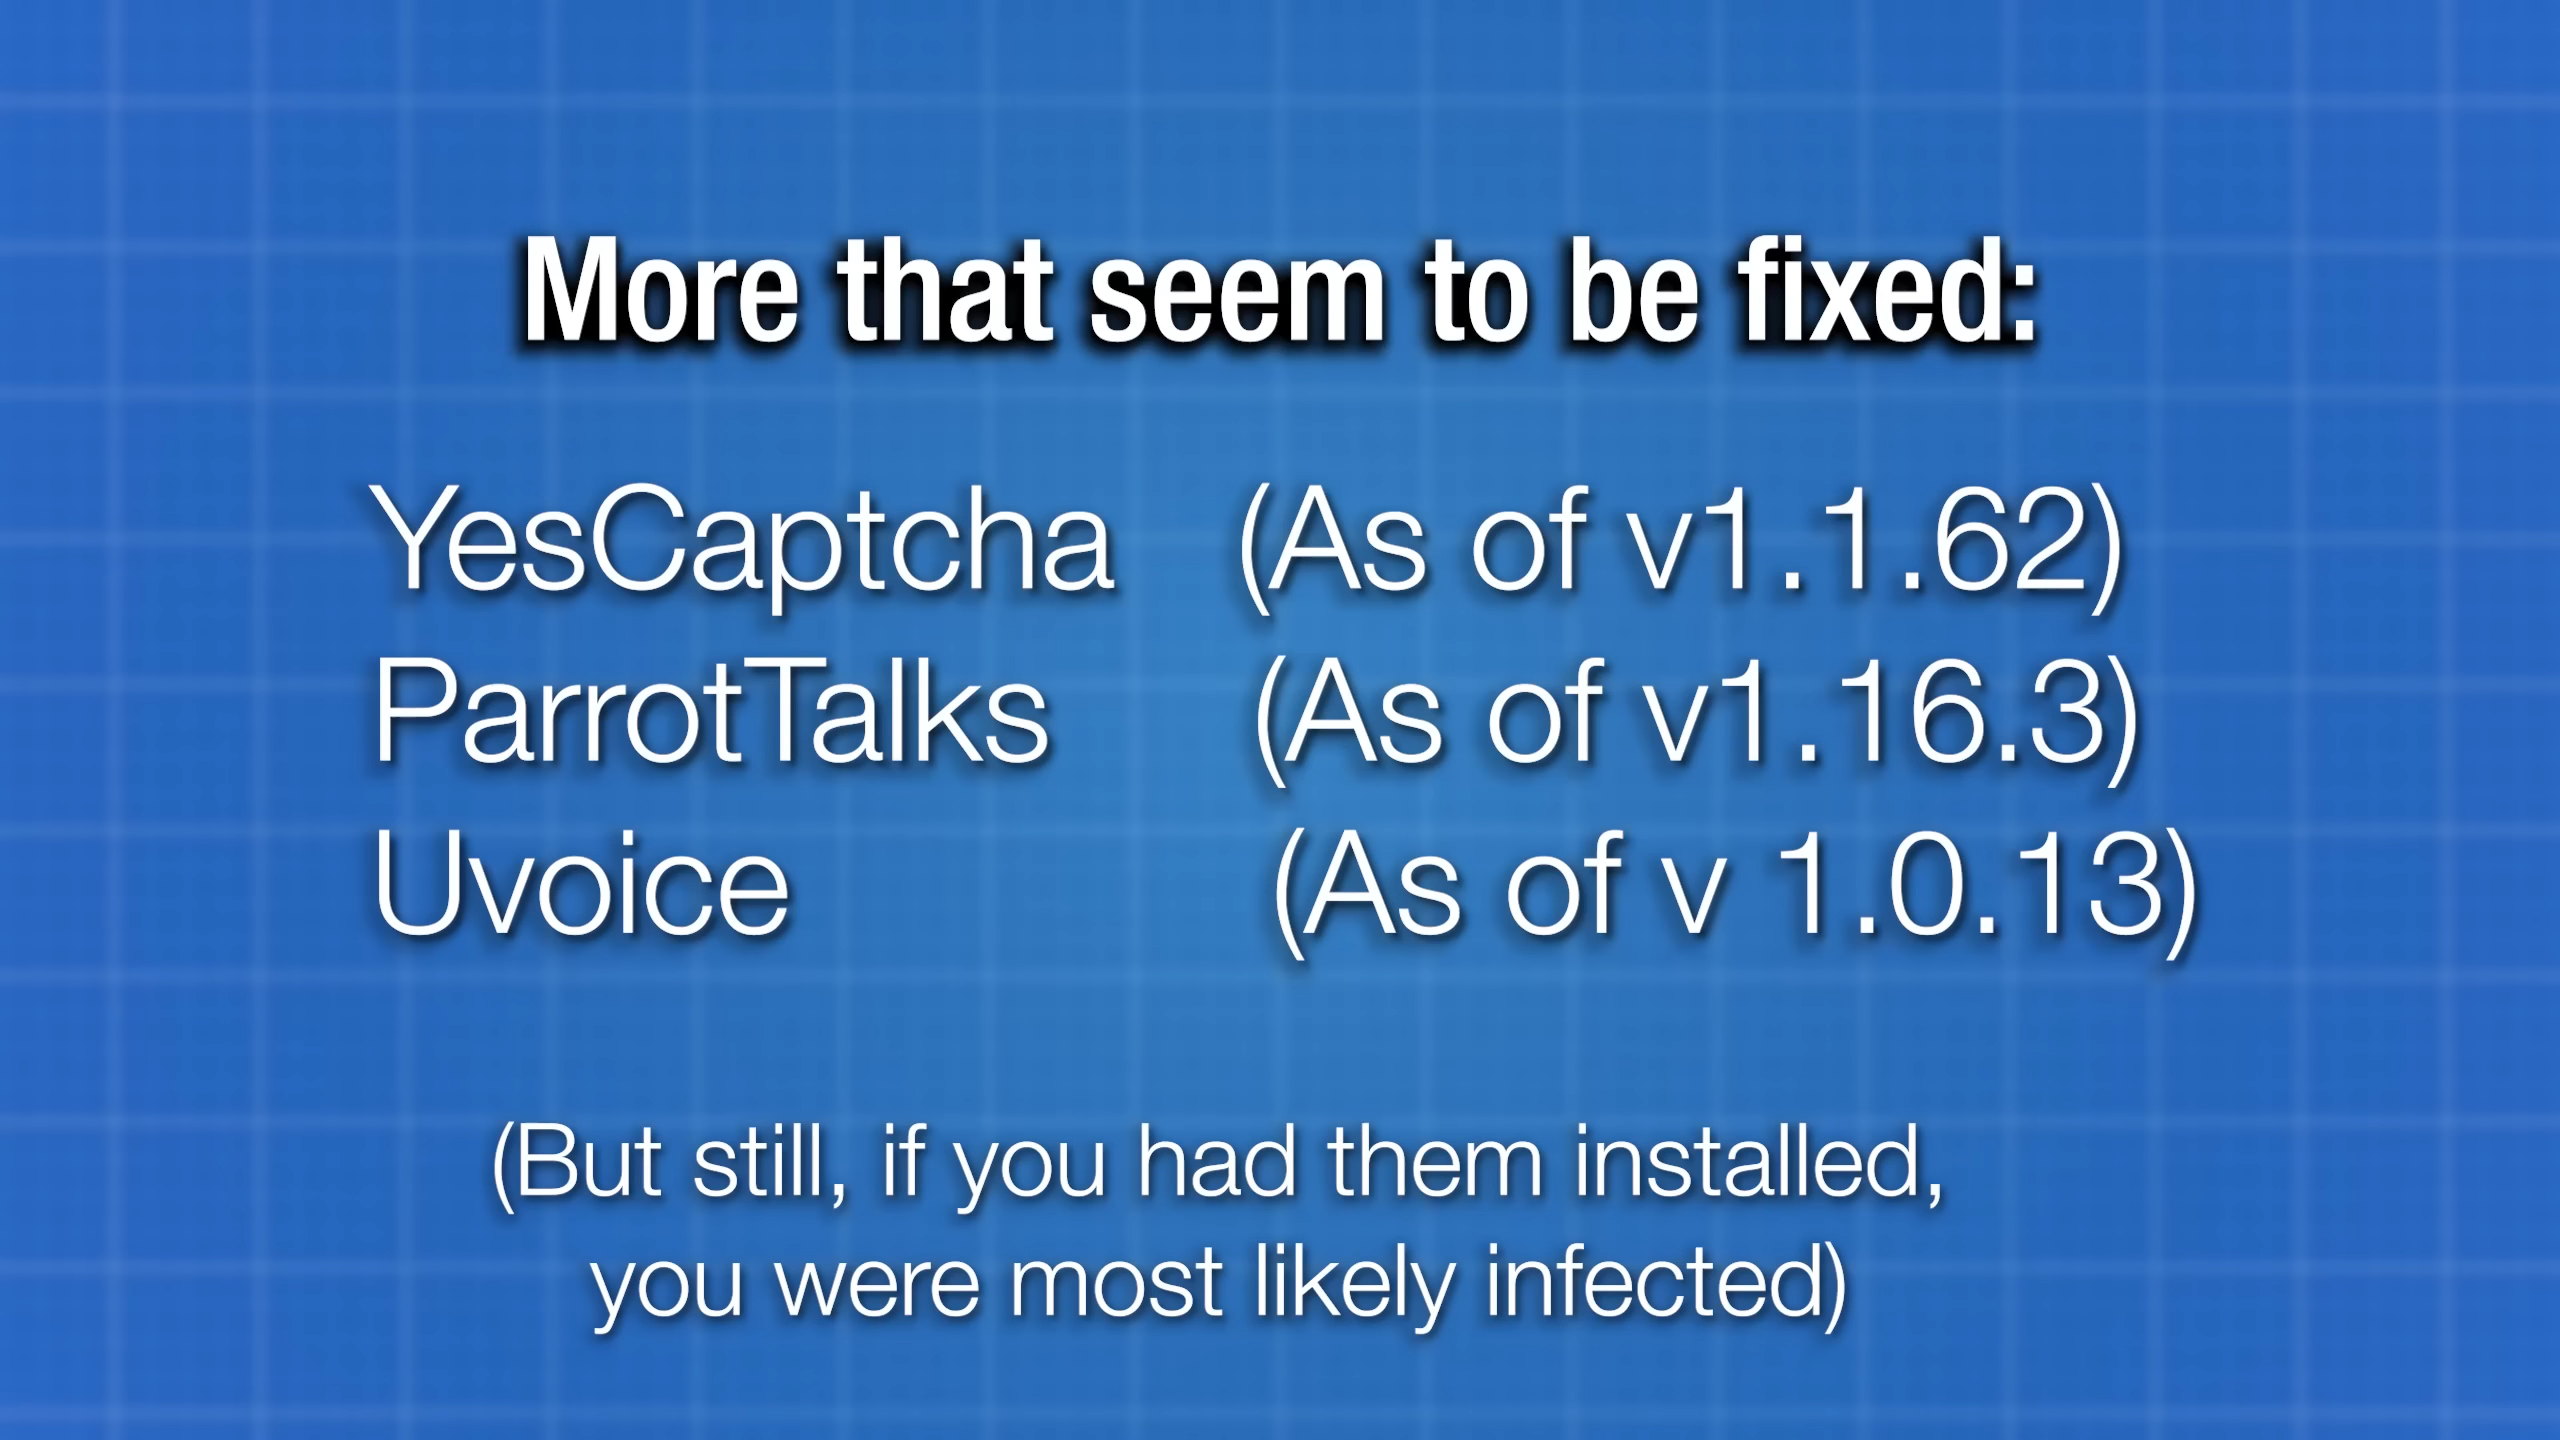 More that seem to be fixed:
YesCaptcha (As of v1.1.62)
ParrotTalks (As of v1.16.3)
Uvoice (As of v 1.0.13)
(But still, if you had them installed,
you were most likely infected)